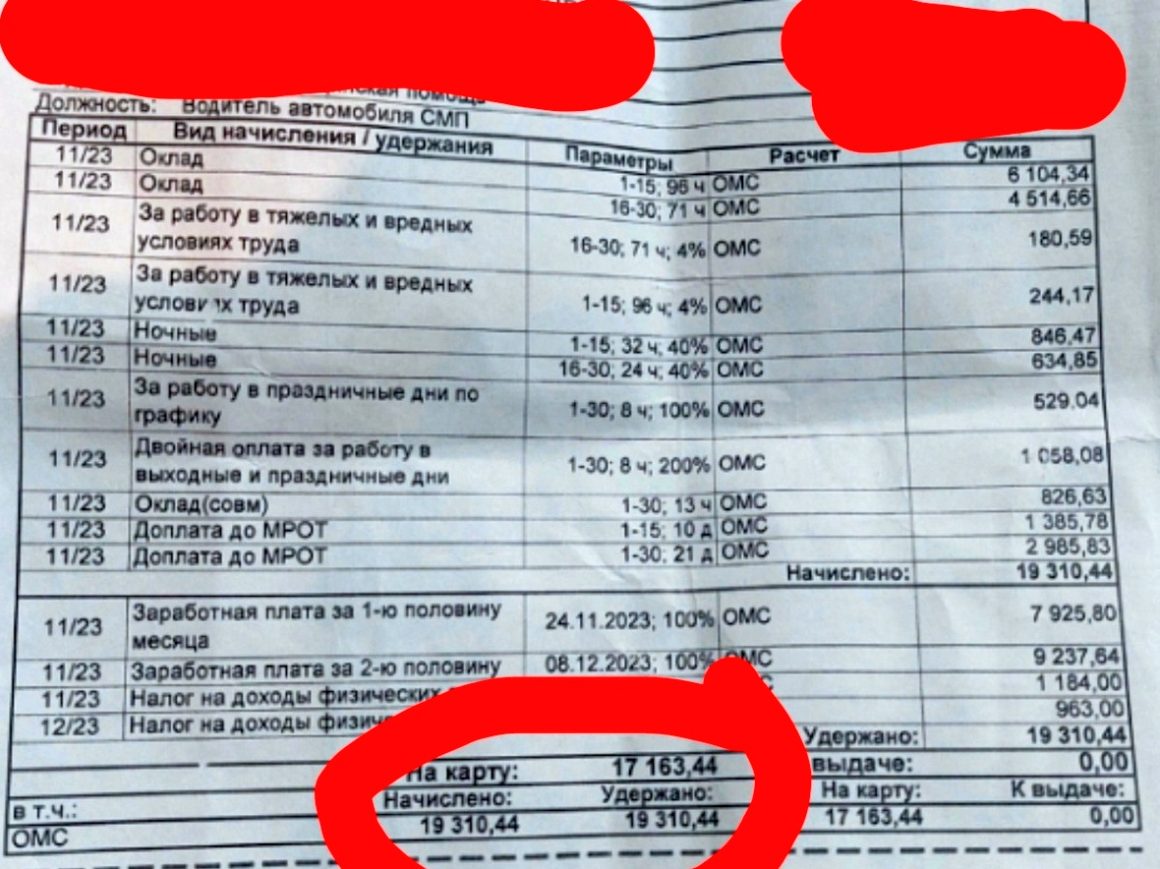 помощь
Должность: Водитель автомобиля СМП
Период Вид начисления / удержания Параметры Расчет Сумма
11/23 Оклад 1-15; 96 ч ОМС 6 104,34
11/23 Оклад 16-30; 71 ч ОМС 4 514,66
11/23 За работу в тяжелых и вредных
условиях труда 16-30; 71 ч; 4% ОМС 180,59
11/23 За работу в тяжелых и вредных
условиях труда 1-15; 96 ч; 4% ОМС 244,17
11/23 Ночные 1-15; 32 ч; 40% ОМС 846,47
11/23 Ночные 16-30; 24 ч; 40% ОМС 634,85
11/23 За работу в праздничные дни по
графику 1-30; 8 ч; 100% ОМС 529.04
11/23 Двойная оплата за работу в
выходные и праздничные дни 1-30; 8 ч; 200% ОМС 1 058,08
11/23 Оклад(совм) 1-30; 13 ч ОМС 826,63
11/23 Доплата до МРОТ 1-15; 10 д ОМС 1 385,78
11/23 Доплата до МРОТ 1-30; 21 д ОМС 2 985,83
Начислено: 19 310,44
11/23 Заработная плата за 1-ю половину
месяца 24.11.2023; 100% ОМС 7 925,80
11/23 Заработная плата за 2-ю половину 08.12.2023; 100% ОМС 9 237,64
11/23 Налог на доходы физических 1 184,00
12/23 Налог на доходы 963,00
Удержано: 19 310,44
На карту: 17 163,44 выдаче: 0,00
в т.ч.: Начислено: Удержано: На карту: К выдаче:
ОМС 19 310,44 19 310,44 17 163,44 0,00